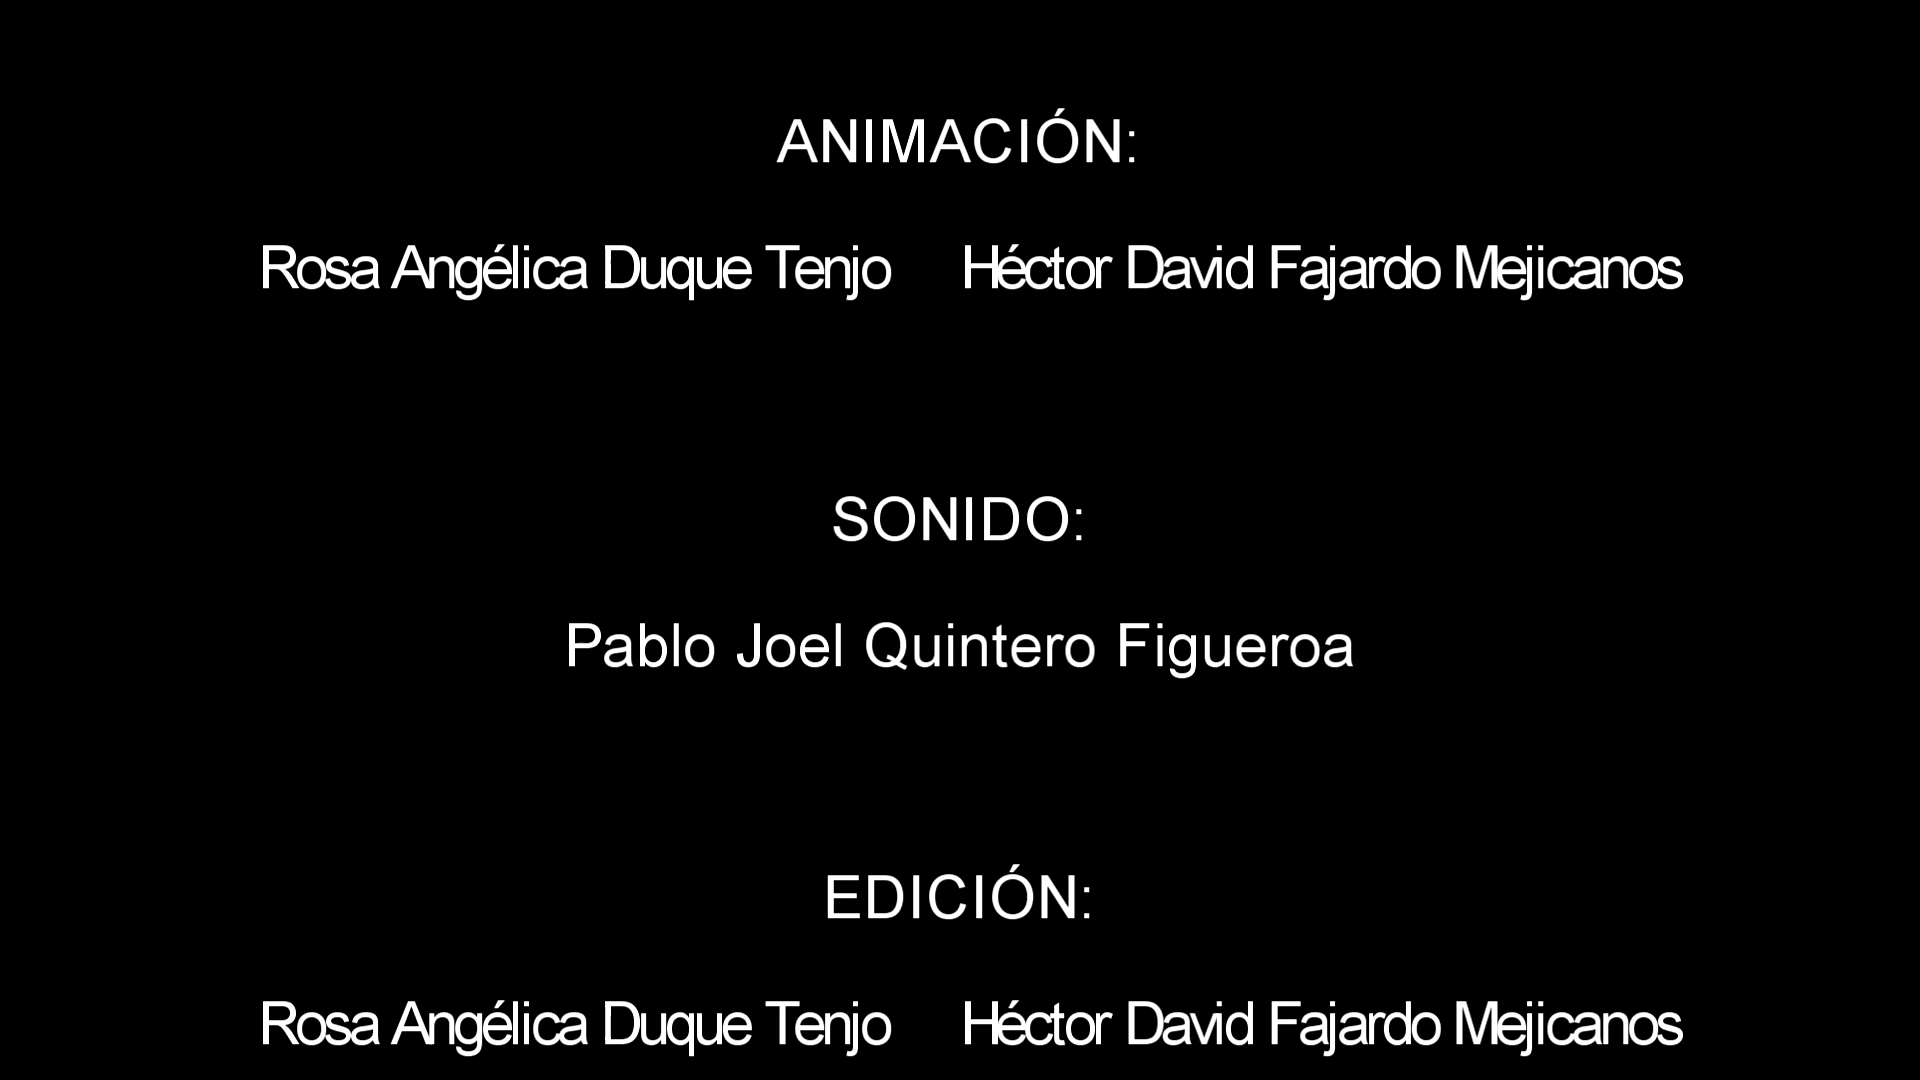 ANIMACIÓN:
Rosa Angélica Duque Tenjo Héctor David Fajardo Mejicanos
SONIDO:
Pablo Joel Quintero Figueroa
EDICIÓN:
Rosa Angélica Duque Tenjo Héctor David Fajardo Mejicanos